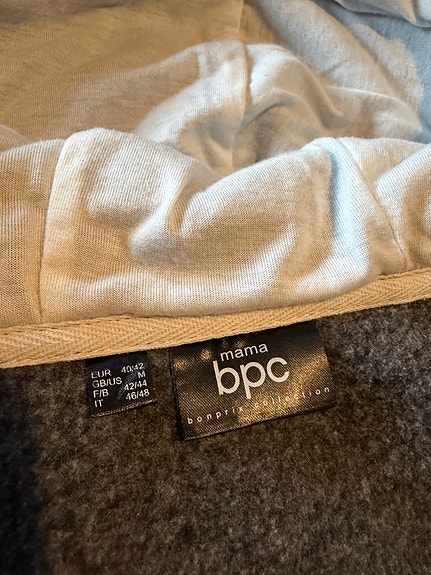 EUR 40/42
GB/US M
F/B 42/44
IT 46/48
mama
bpc
bonprix collection